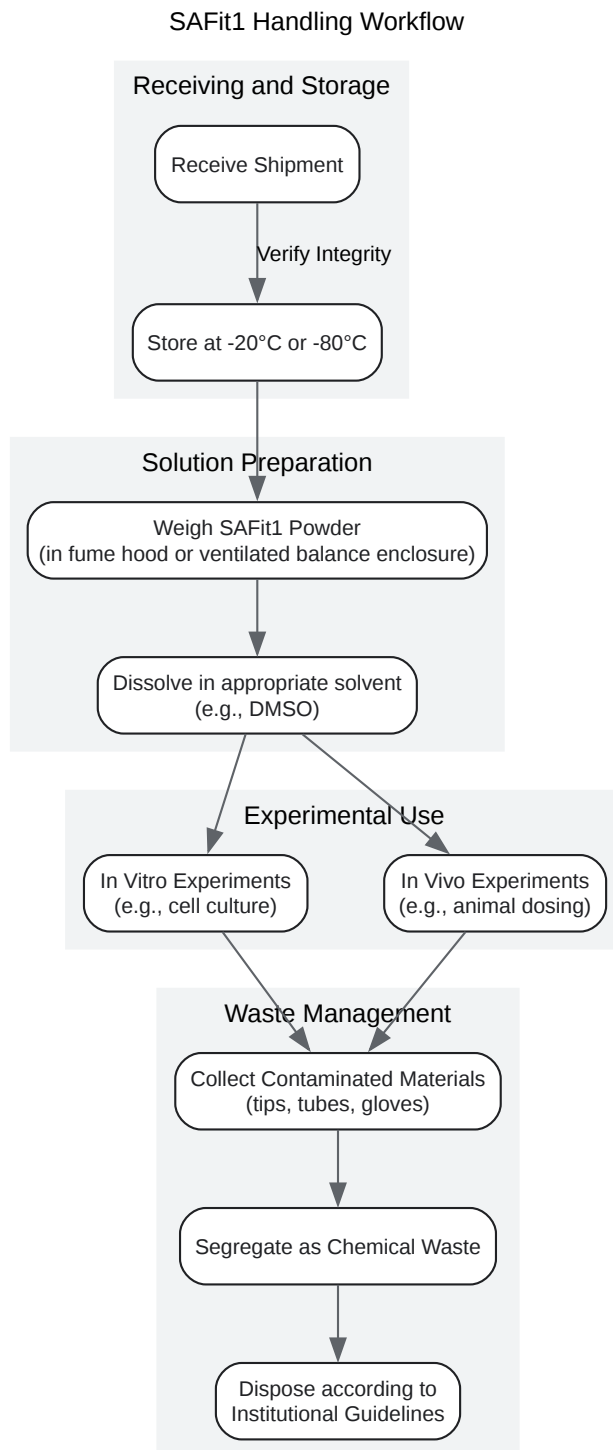 SAFit1 Handling Workflow
Receiving and Storage
Receive Shipment
Verify Integrity
Store at -20°C or -80°C
Solution Preparation
Weigh SAFit1 Powder
(in fume hood or ventilated balance enclosure)
Dissolve in appropriate solvent
(e.g., DMSO)
Experimental Use
In Vitro Experiments
(e.g., cell culture)
In Vivo Experiments
(e.g., animal dosing)
Waste Management
Collect Contaminated Materials
(tips, tubes, gloves)
Segregate as Chemical Waste
Dispose according to
Institutional Guidelines